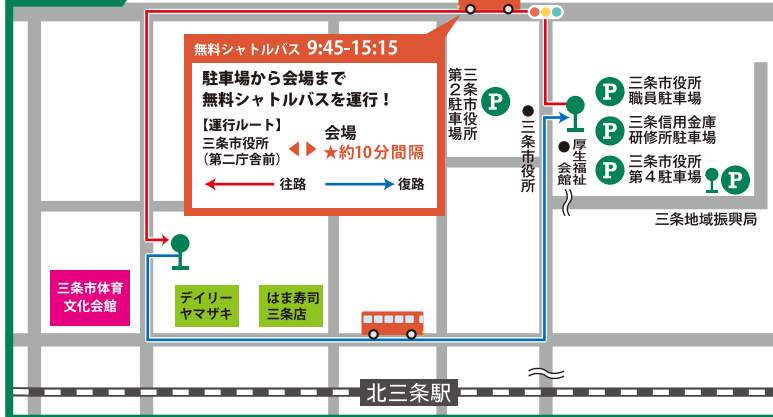 無料シャトルバス 9:45-15:15
駐車場から会場まで
無料シャトルバスを運行！
【運行ルート】
三条市役所
（第二庁舎前）
会場
★約10分間隔
往路
復路
三条市役所
第2駐車場
P
三条市役所
厚生福祉
会館
P
三条市役所
職員駐車場
P
三条信用金庫
研修所駐車場
P
三条市役所
第４駐車場
P
三条地域振興局
三条市体育
文化会館
デイリー
ヤマザキ
はま寿司
三条店
北三条駅